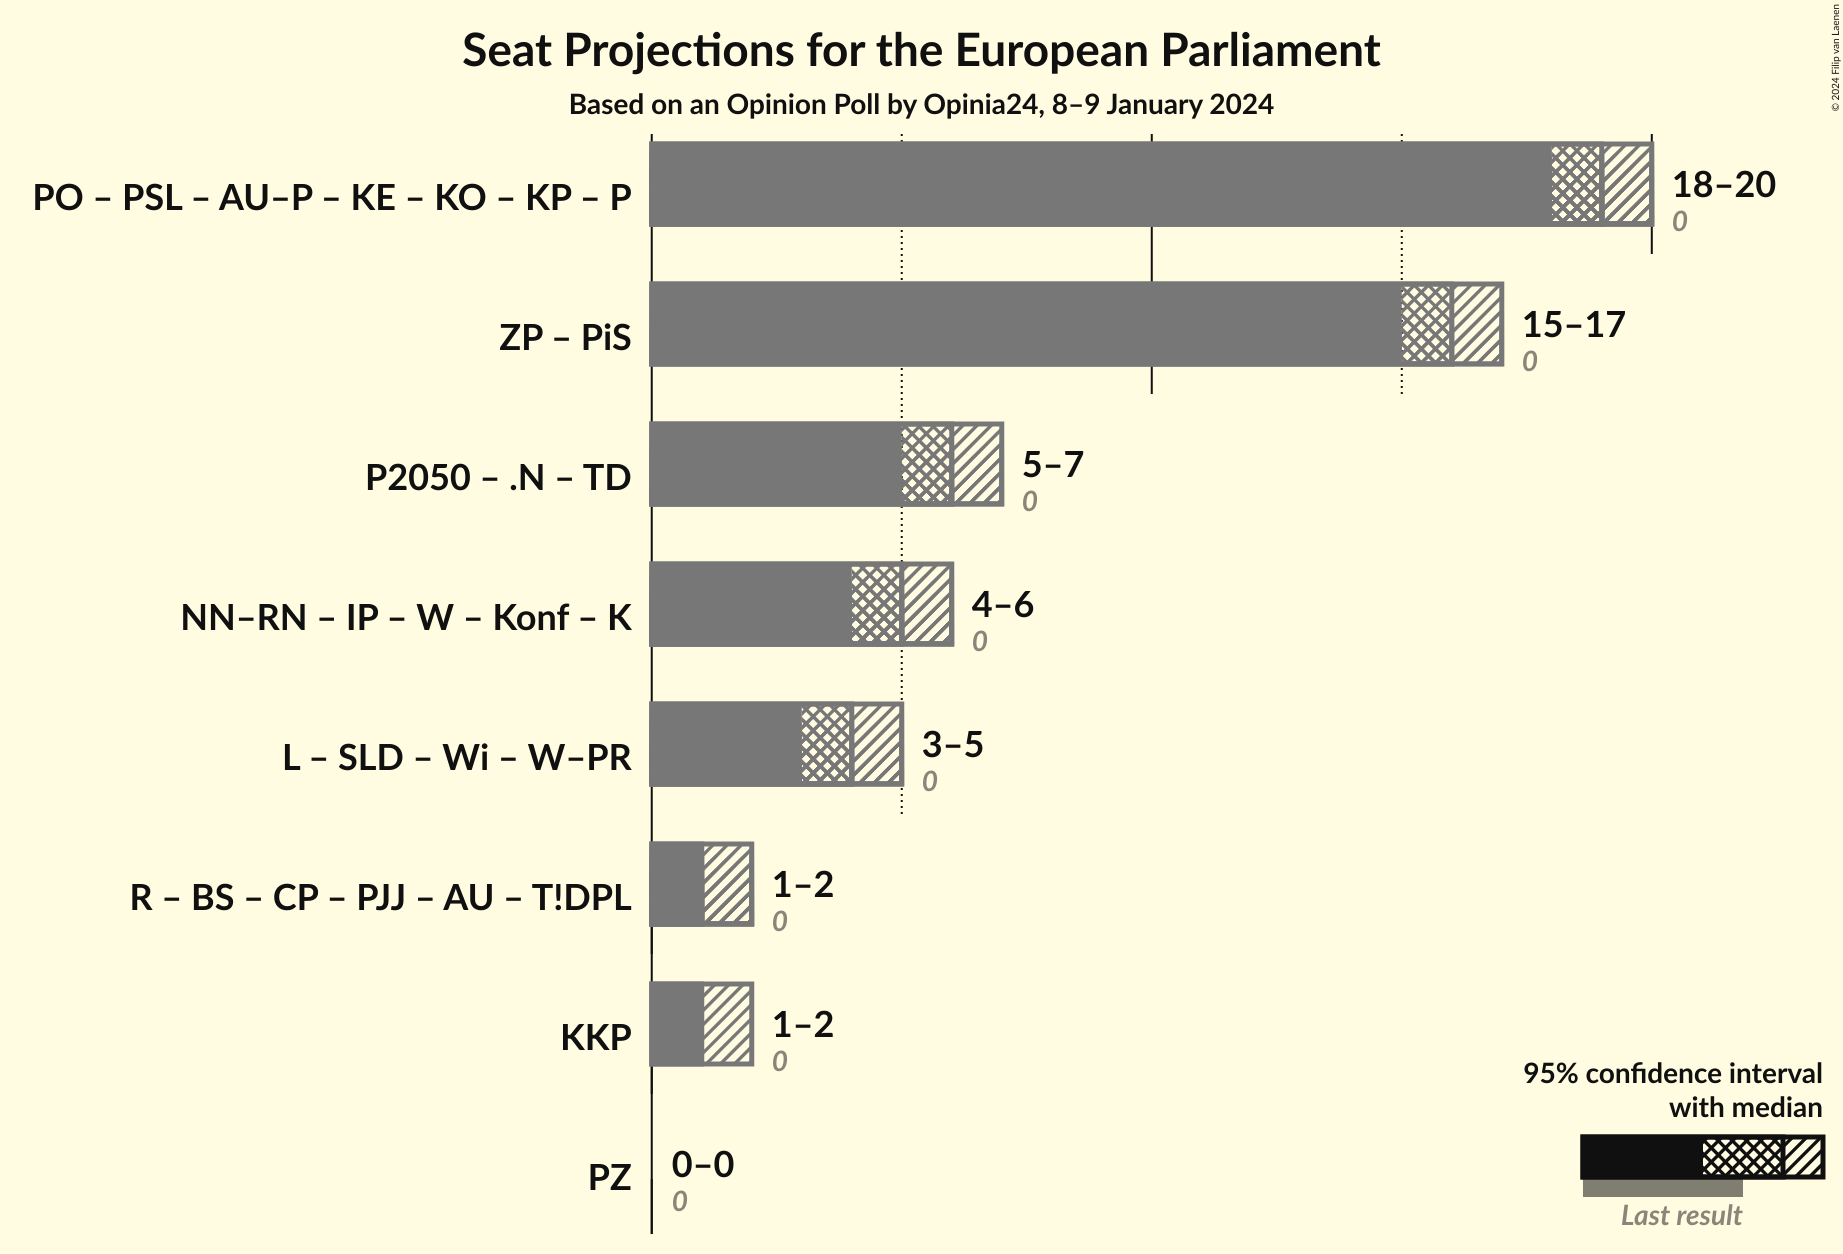 Seat Projections for the European Parliament
Based on an Opinion Poll by Opinia24, 8–9 January 2024
© 2024 Filip van Laenen
PO – PSL – AU–P – KE – KO – KP – P
18–20
0
ZP – PiS
15–17
0
P2050 – .N – TD
5–7
0
NN–RN – IP – W – Konf – K
4–6
0
L – SLD – Wi – W–PR
3–5
0
R – BS – CP – PJJ – AU – T!DPL
1–2
0
KKP
1–2
0
PZ
0–0
0
95% confidence interval
with median
Last result